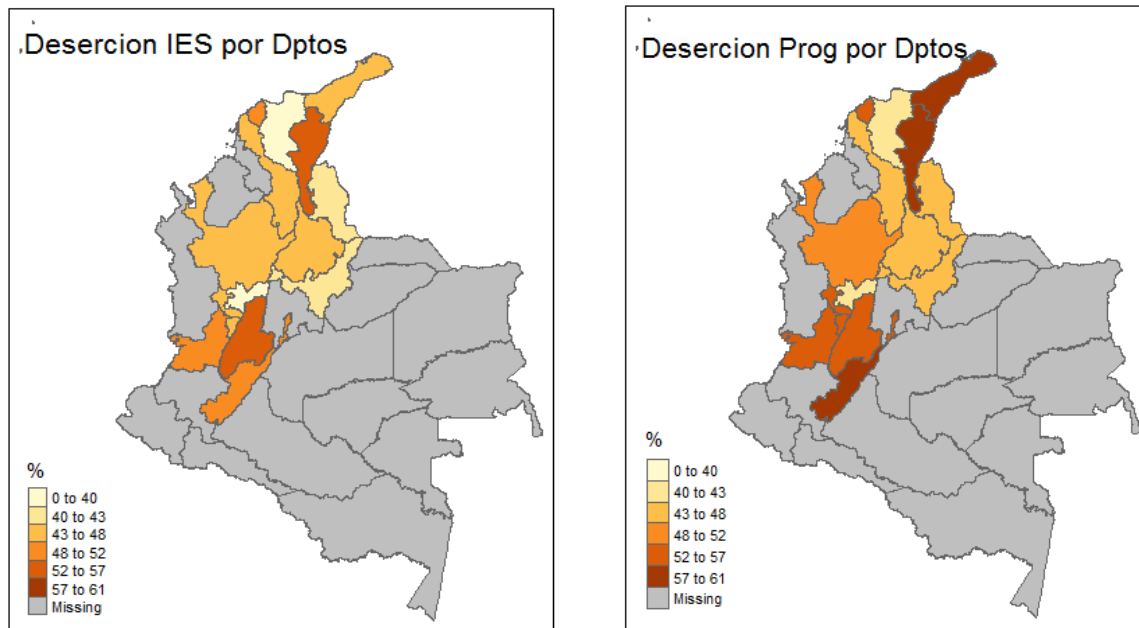 Desercion IES por Dptos
%
0 to 40
40 to 43
43 to 48
48 to 52
52 to 57
57 to 61
Missing
Desercion Prog por Dptos
%
0 to 40
40 to 43
43 to 48
48 to 52
52 to 57
57 to 61
Missing